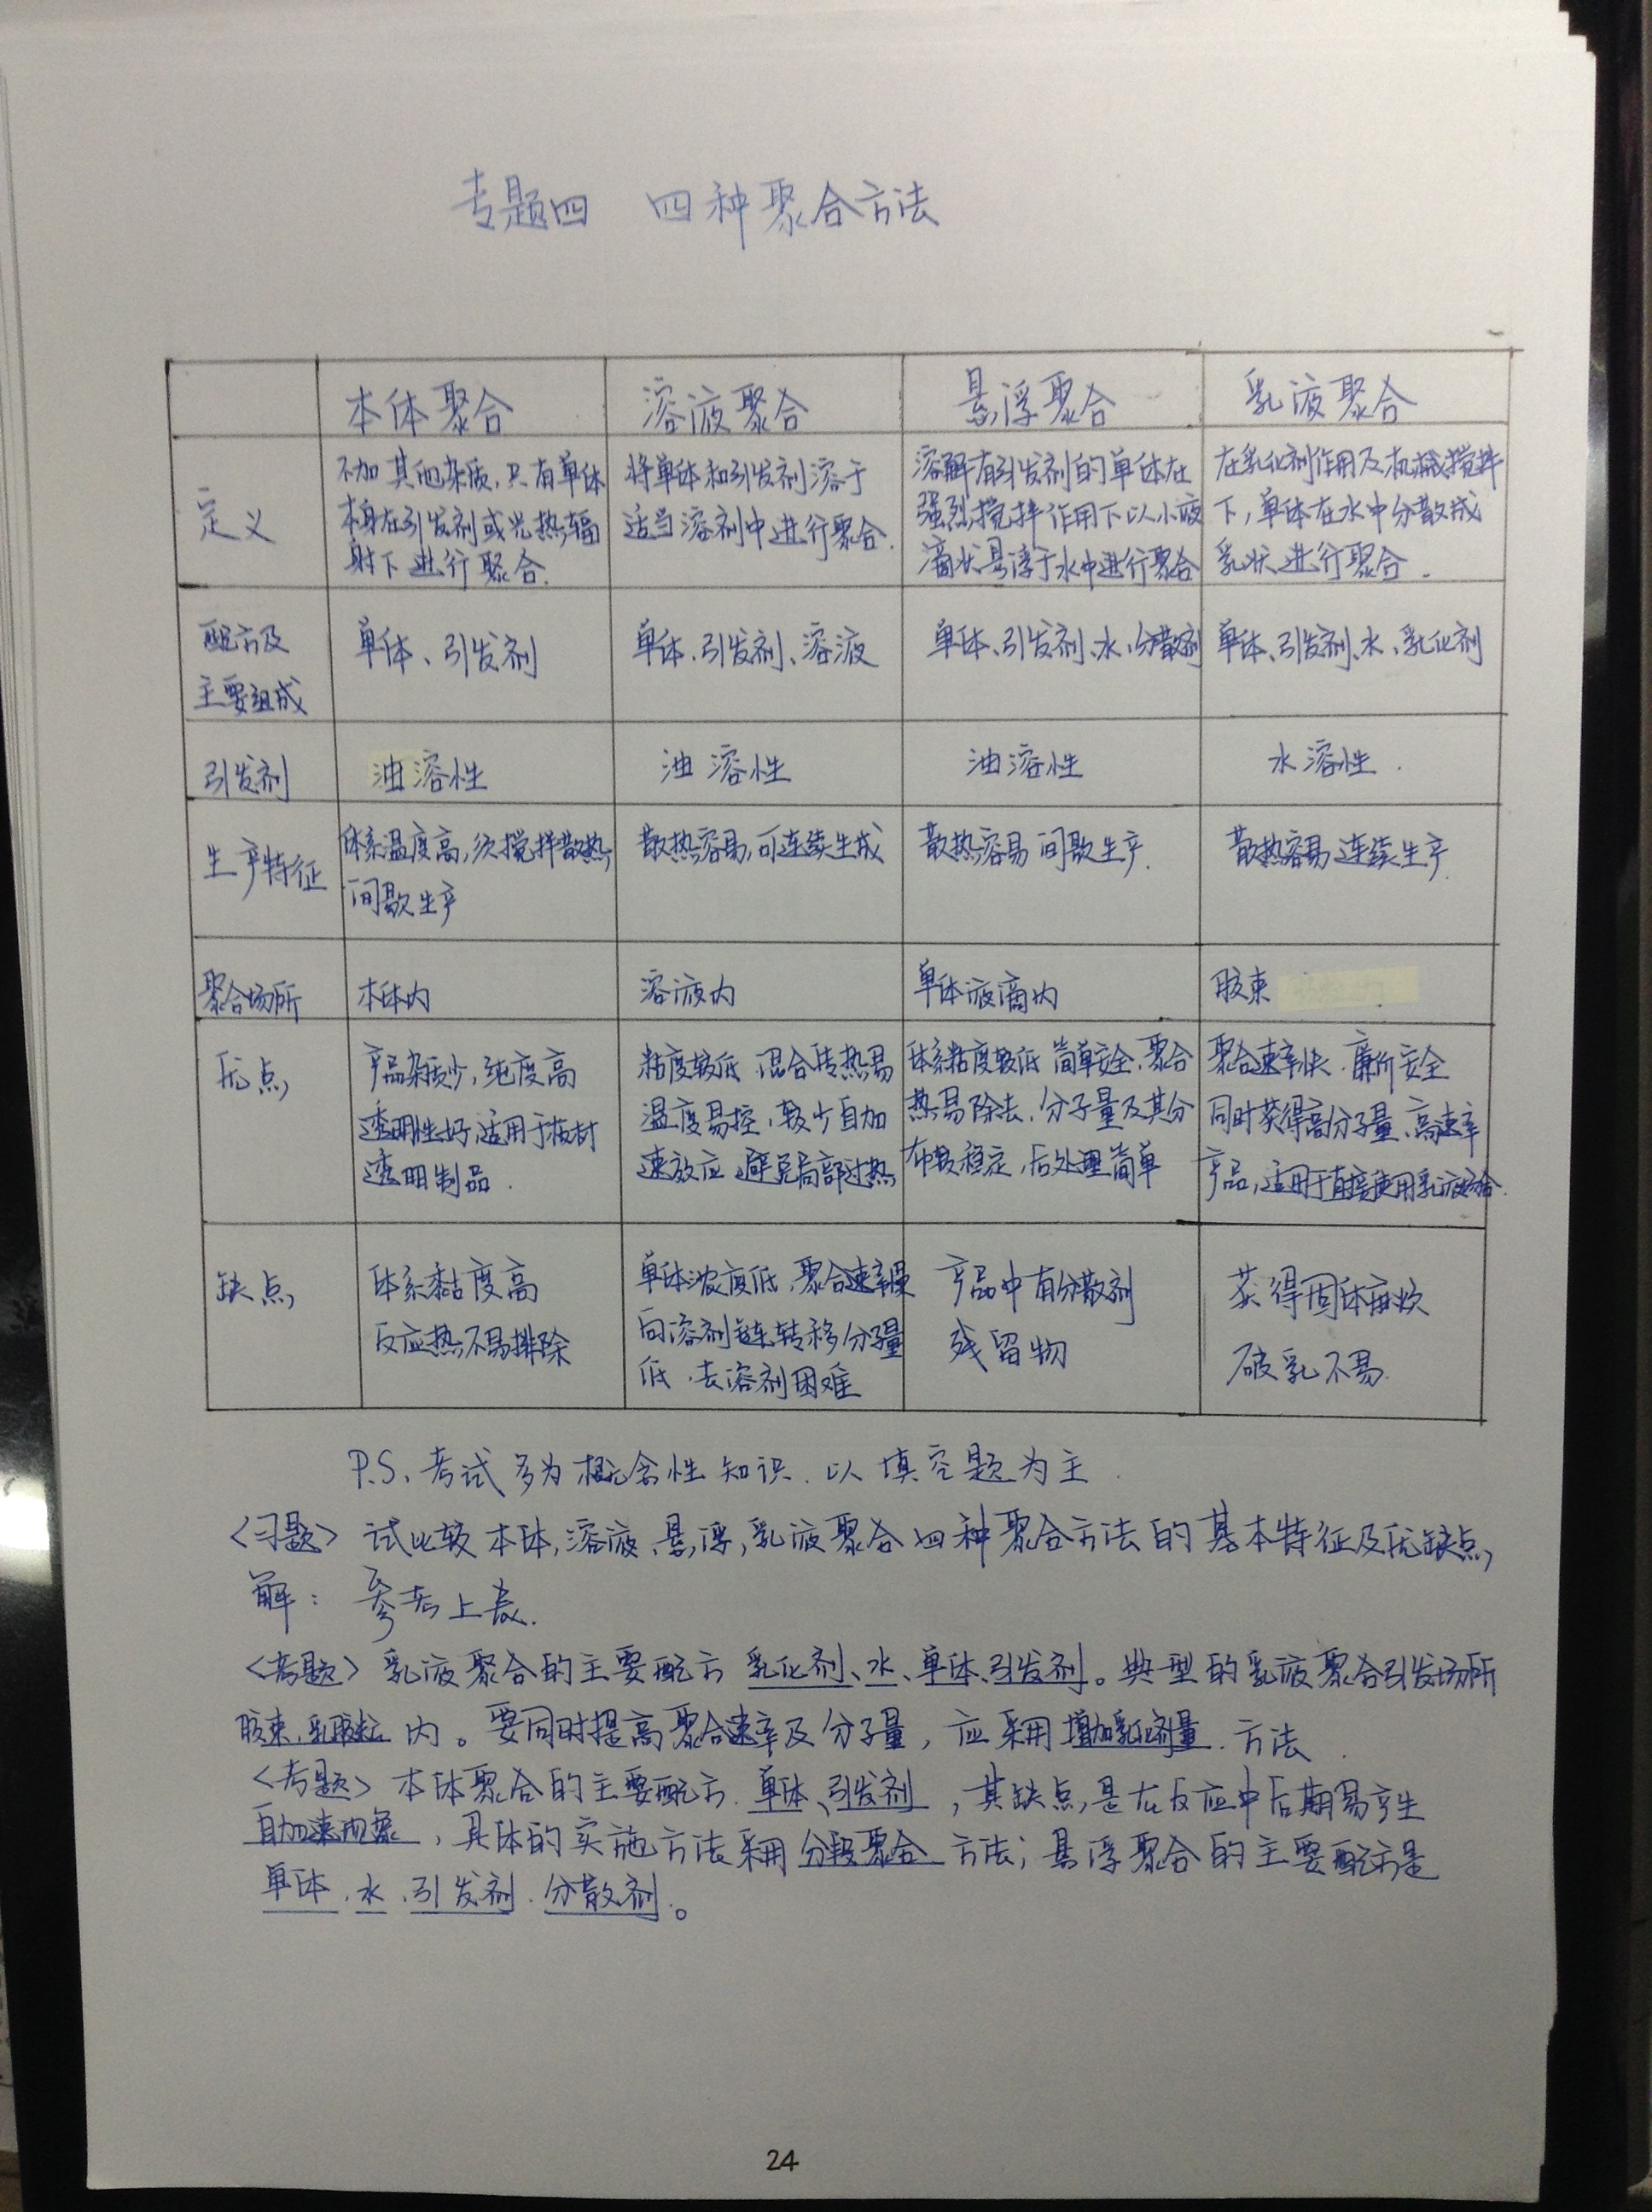 专题四 四种聚合方法
本体聚合 溶液聚合 悬浮聚合 乳液聚合
定义
不加其他杂质,只有单体
本身在引发剂或光热辐
射下进行聚合.
将单体和引发剂溶于
适当溶剂中进行聚合.
溶解有引发剂的单体在
强烈搅拌作用下以小液
滴状悬浮于水中进行聚合
在乳化剂作用及机械搅拌
下,单体在水中分散成
乳状进行聚合.
配方及
主要组成
单体、引发剂
单体、引发剂、溶液
单体、引发剂、水、分散剂
单体、引发剂、水、乳化剂
引发剂 油溶性 油溶性 油溶性 水溶性.
生产特征
体系温度高,须搅拌散热,
间歇生产
散热容易,可连续生成
散热容易 间歇生产.
散热容易 连续生产.
聚合场所 本体内 溶液内 单体液滴内 胶束
优点
产品杂质少,纯度高
透明性好,适用于板材
透明制品.
粘度较低 混合传热易
温度易控,较少自加
速效应 避免局部过热
体系粘度较低 简单安全,聚合
热易除去,分子量及其分
布较稳定,后处理简单
聚合速率快.廉价安全
同时获得高分子量、高速率
产品,适用于直接使用乳液场合.
缺点
体系黏度高
反应热不易排除
单体浓度低,聚合速率慢
向溶剂链转移分子量
低.去溶剂困难
产品中有分散剂
残留物
获得固体麻烦
破乳不易.
P.S. 考试多为概念性知识.以填空题为主.
<习题> 试比较本体,溶液、悬浮,乳液聚合四种聚合方法的基本特征及优缺点
解: 参考上表.
<考题> 乳液聚合的主要配方 乳化剂、水、单体、引发剂。典型的乳液聚合引发场所
胶束,乳胶粒 内。要同时提高聚合速率及分子量,应采用 增加乳化剂量 方法.
<考题> 本体聚合的主要配方.单体、引发剂,其缺点是在反应中后期易产生
自加速现象,具体的实施方法采用 分段聚合 方法;悬浮聚合的主要配方是
单体.水.引发剂.分散剂。
24